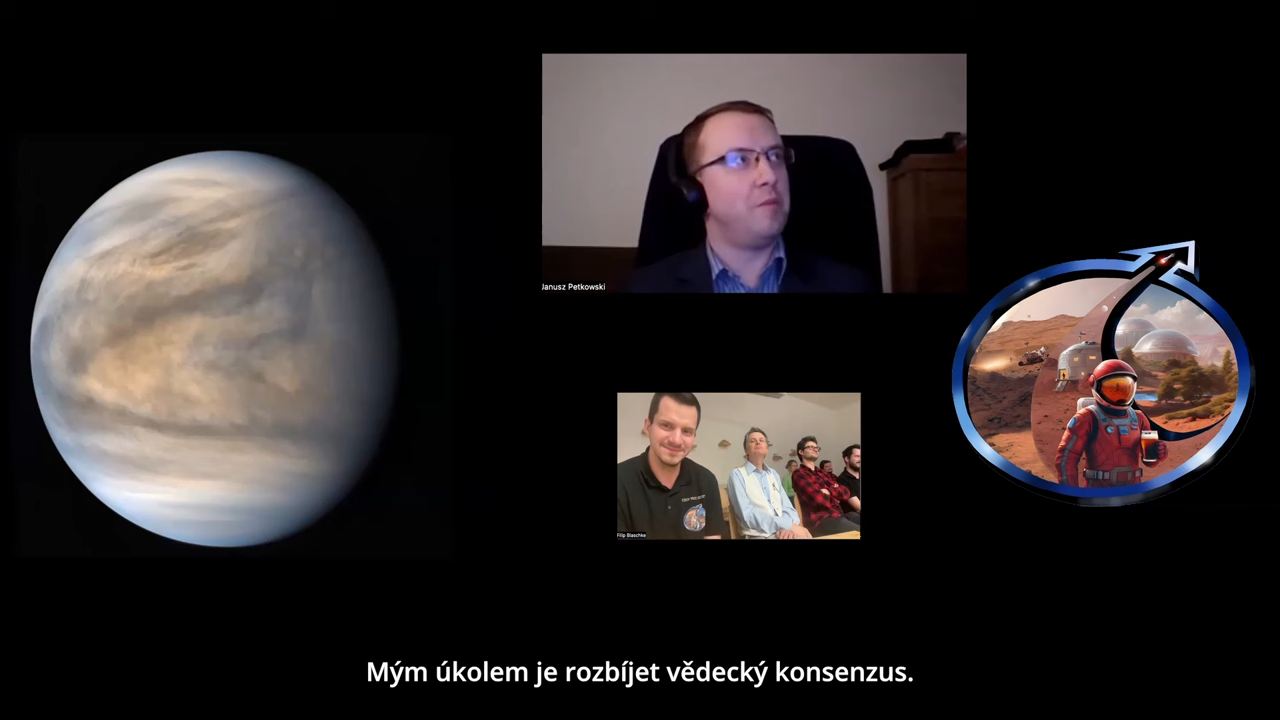 Janusz Petkowski
Filip Blaschke
Mým úkolem je rozbíjet vědecký konsenzus.